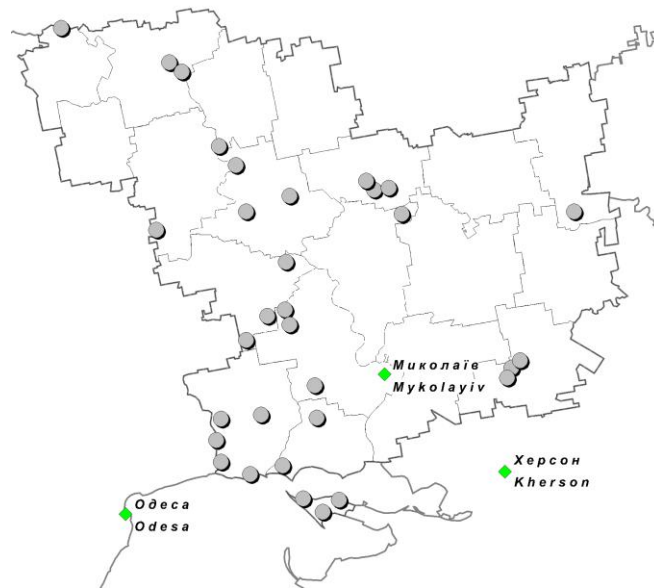 Миколаїв
Mykolayiv
Херсон
Kherson
Одеса
Odesa